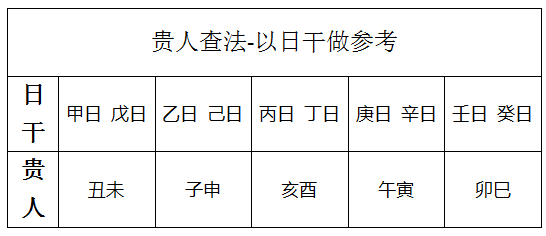 贵人查法-以日干做参考
日干 甲日 戊日 乙日 己日 丙日 丁日 庚日 辛日 壬日 癸日
贵人 丑未 子申 亥酉 午寅 卯巳